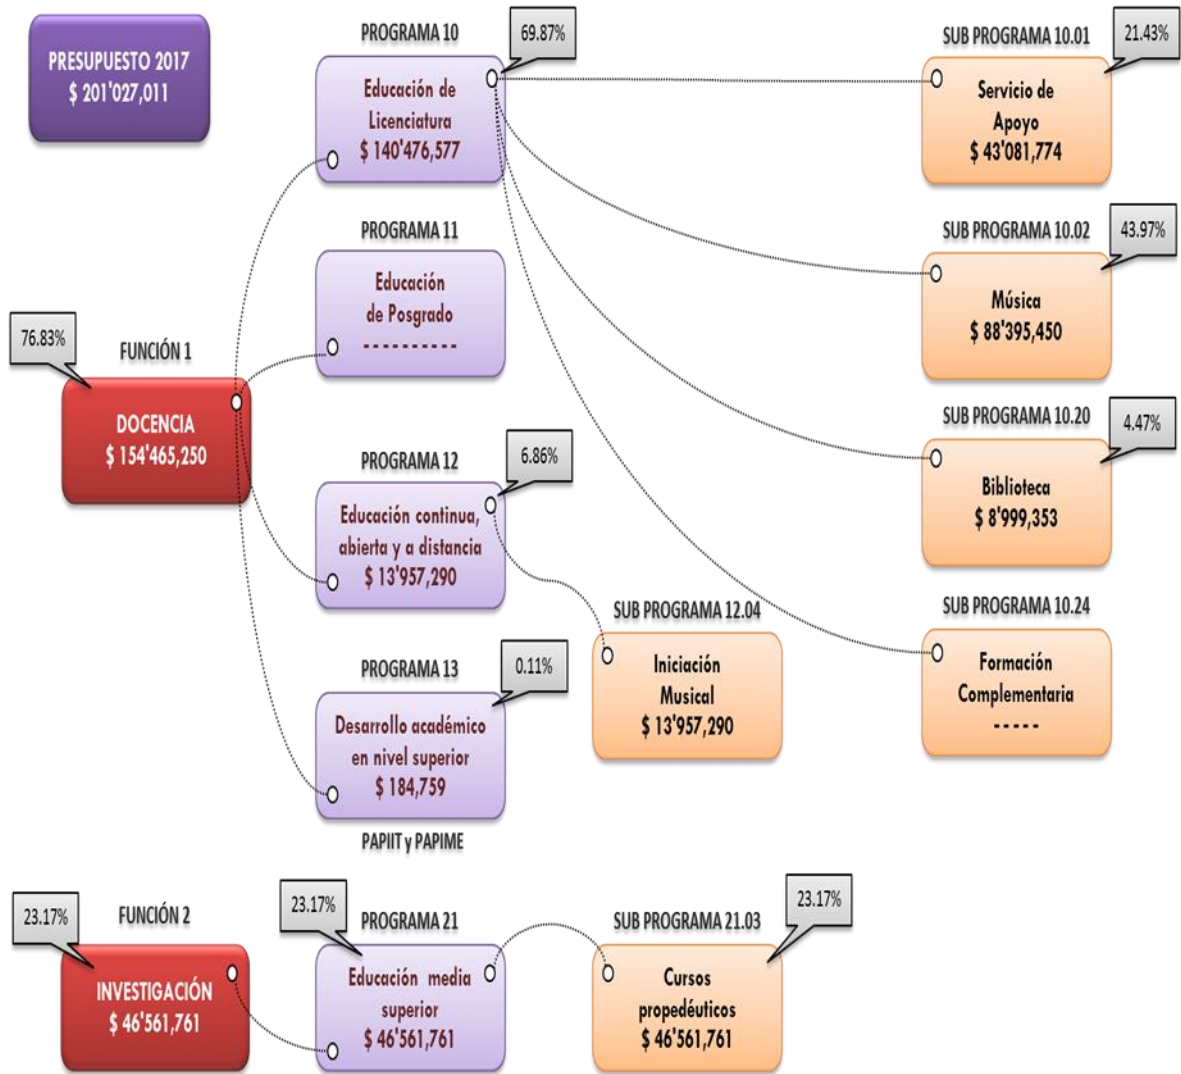 PRESUPUESTO 2017
$ 201'027,011
PROGRAMA 10
69.87%
Educación de
Licenciatura
$ 140'476,577
SUB PROGRAMA 10.01
21.43%
Servicio de
Apoyo
$ 43'081,774
PROGRAMA 11
Educación
de Posgrado
- - - - - - - - - -
SUB PROGRAMA 10.02
43.97%
Música
$ 88'395,450
76.83%
FUNCIÓN 1
DOCENCIA
$ 154'465,250
SUB PROGRAMA 10.20
4.47%
Biblioteca
$ 8'999,353
PROGRAMA 12
6.86%
Educación continua,
abierta y a distancia
$ 13'957,290
SUB PROGRAMA 12.04
Iniciación
Musical
$ 13'957,290
SUB PROGRAMA 10.24
Formación
Complementaria
- - - - -
PROGRAMA 13
0.11%
Desarrollo académico
en nivel superior
$ 184,759
PAPIIT y PAPIME
23.17%
FUNCIÓN 2
INVESTIGACIÓN
$ 46'561,761
23.17%
PROGRAMA 21
Educación media
superior
$ 46'561,761
SUB PROGRAMA 21.03
23.17%
Cursos
propedéuticos
$ 46'561,761